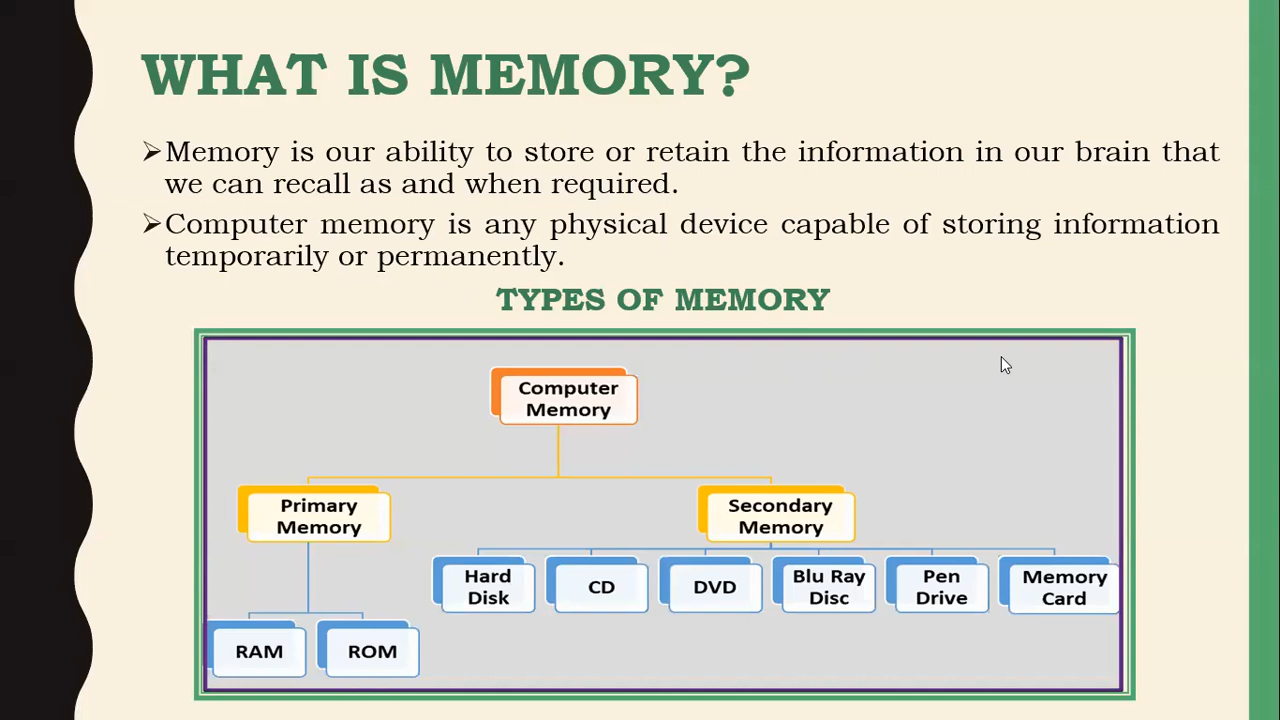 WHAT IS MEMORY?
➢Memory is our ability to store or retain the information in our brain that
we can recall as and when required.
➢Computer memory is any physical device capable of storing information
temporarily or permanently.
TYPES OF MEMORY
Computer
Memory
Primary
Memory
Secondary
Memory
Hard
Disk
CD
DVD
Blu Ray
Disc
Pen
Drive
Memory
Card
RAM
ROM